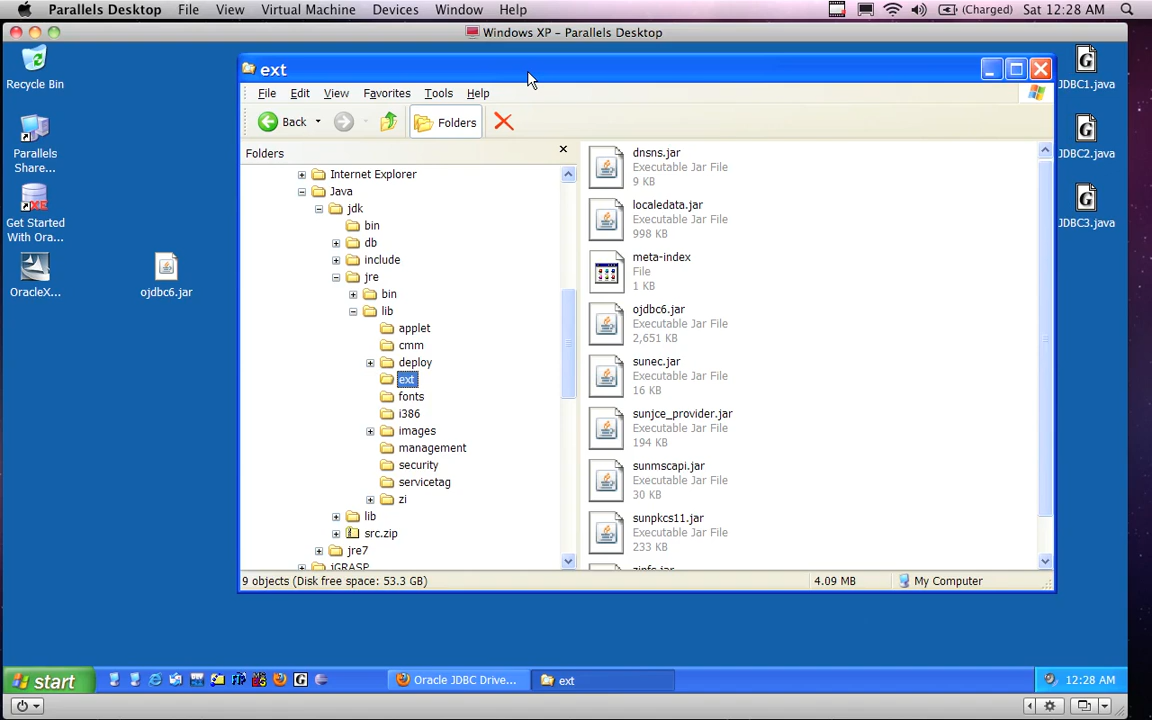 Parallels Desktop File View Virtual Machine Devices Window Help (Charged) Sat 12:28 AM
Windows XP - Parallels Desktop
Recycle Bin
Parallels Share...
Get Started With Ora...
OracleX...
ojdbc6.jar
JDBC1.java
JDBC2.java
JDBC3.java
ext
File Edit View Favorites Tools Help
Back Folders
Folders
Internet Explorer
Java
jdk
bin
db
include
jre
bin
lib
applet
cmm
deploy
ext
fonts
i386
images
management
security
servicetag
zi
lib
src.zip
jre7
jGRASP
dnsns.jar
Executable Jar File
9 KB
localedata.jar
Executable Jar File
998 KB
meta-index
File
1 KB
ojdbc6.jar
Executable Jar File
2,651 KB
sunec.jar
Executable Jar File
16 KB
sunjce_provider.jar
Executable Jar File
194 KB
sunmscapi.jar
Executable Jar File
30 KB
sunpkcs11.jar
Executable Jar File
233 KB
9 objects (Disk free space: 53.3 GB) 4.09 MB My Computer
start Oracle JDBC Drive... ext 12:28 AM